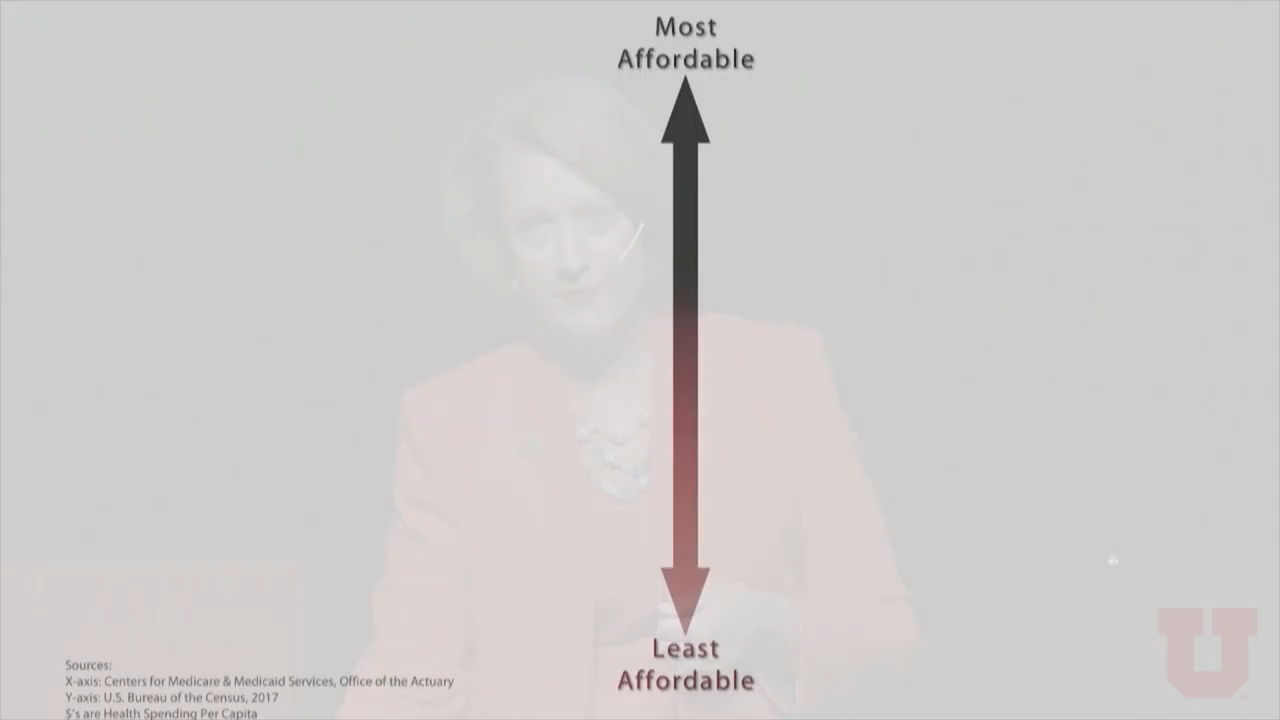 Most
Affordable
Least
Affordable
Sources:
X-axis: Centers for Medicare & Medicaid Services, Office of the Actuary
Y-axis: U.S. Bureau of the Census, 2017
$'s are Health Spending Per Capita
U